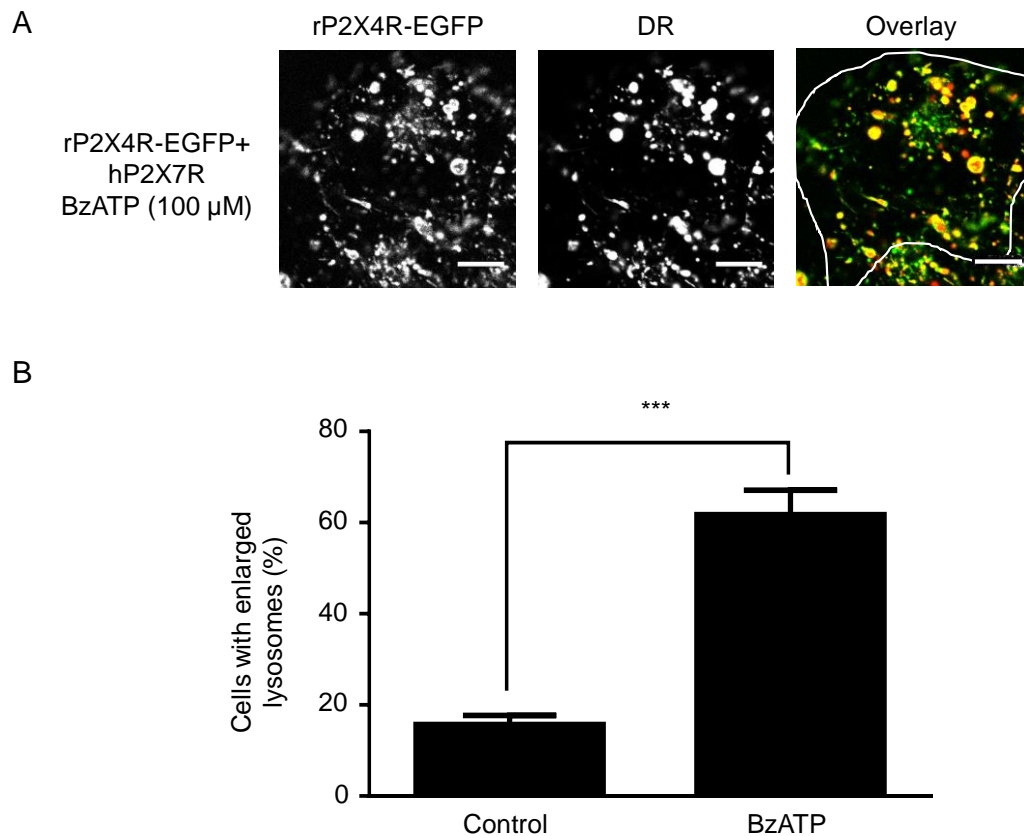 A
rP2X4R-EGFP
DR
Overlay
rP2X4R-EGFP+
hP2X7R
BzATP (100 μM)
B
***
80
60
40
20
0
Cells with enlarged
lysosomes (%)
Control
BzATP